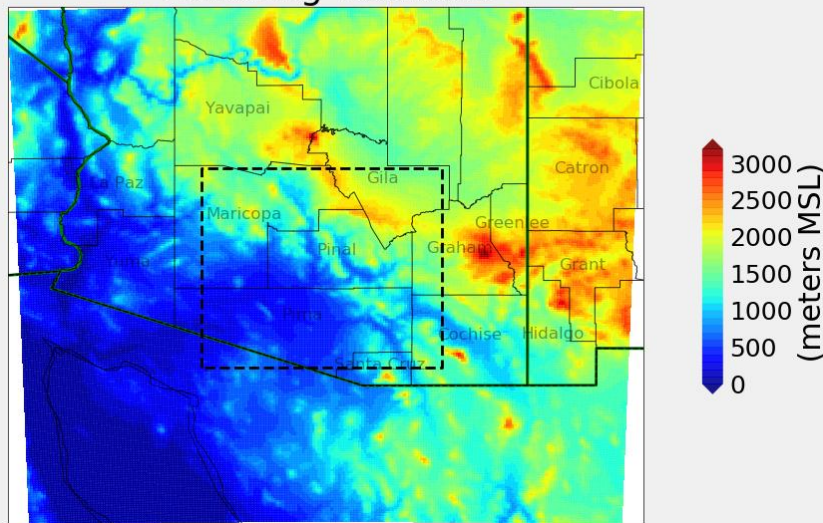 Cibola
Yavapai
Catron
Gila
La Paz
Maricopa
Greenlee
Pinal
Graham
Grant
Yuma
Pima
Cochise
Hidalgo
Santa Cruz
3000
2500
2000
1500
1000
500
0
(meters MSL)